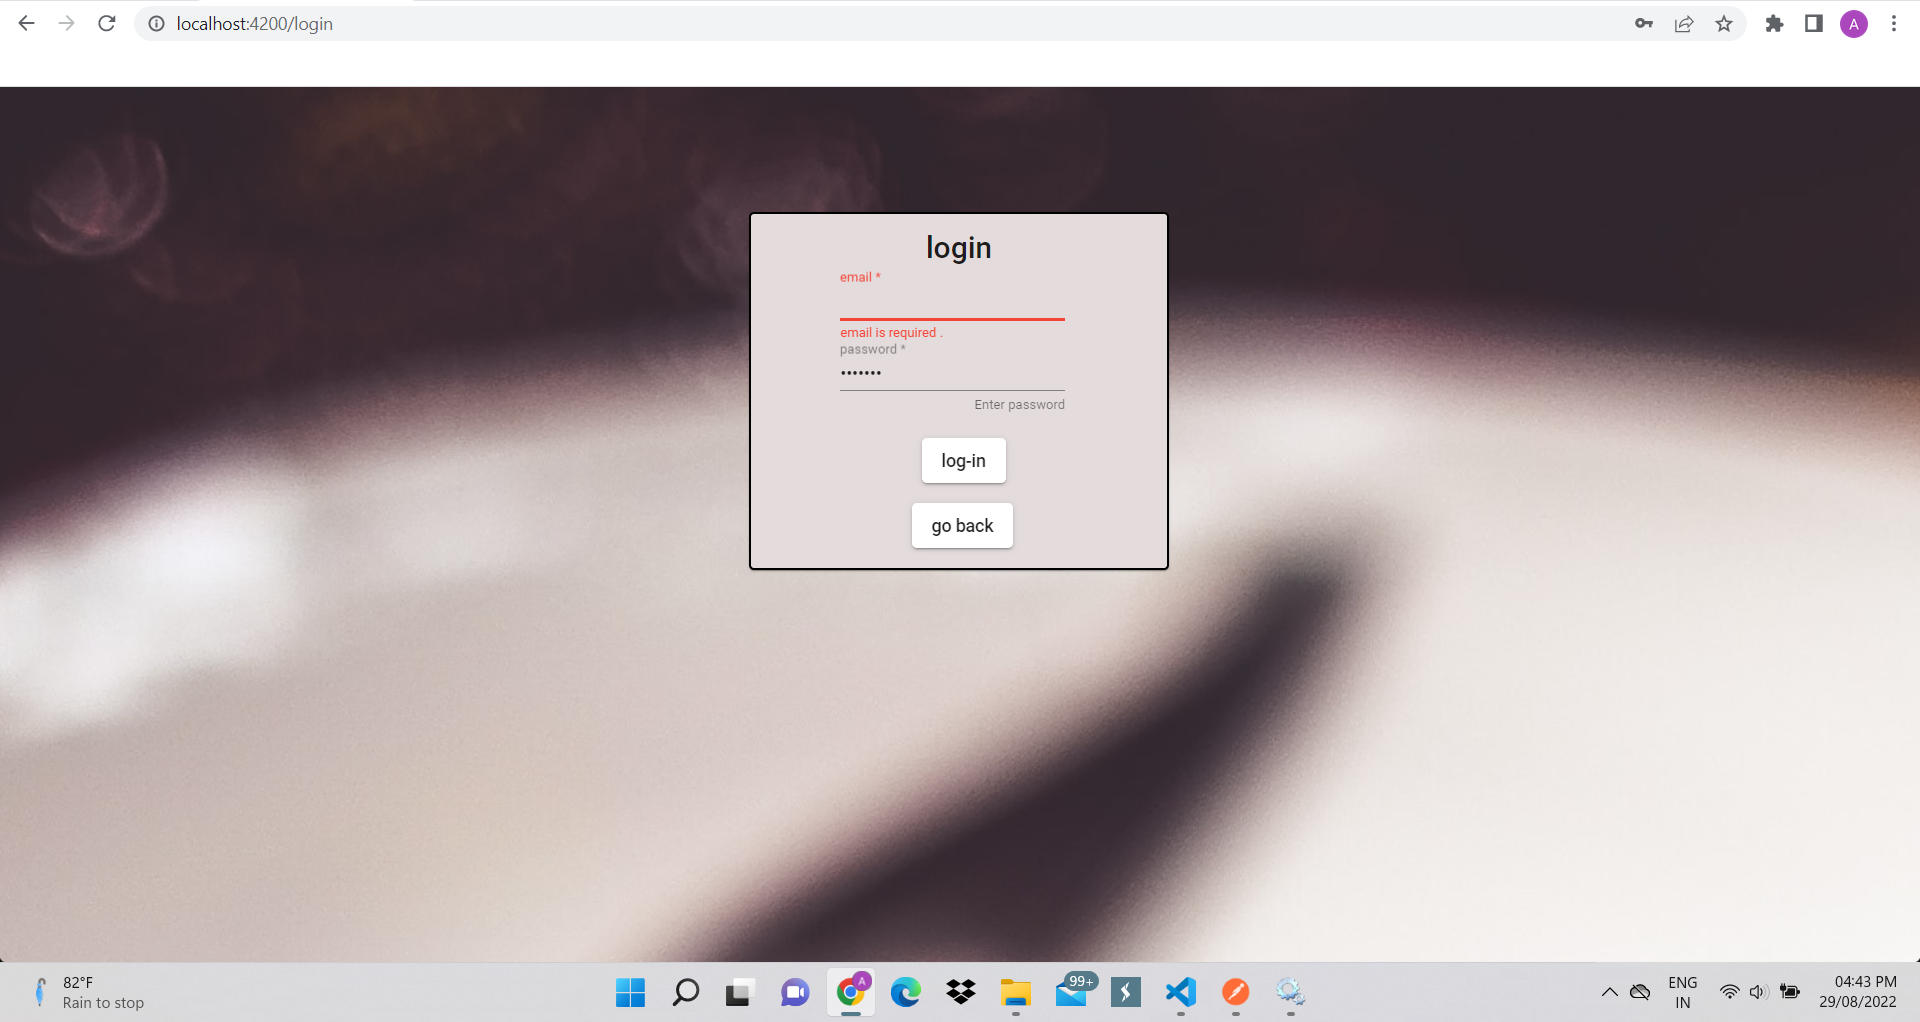 localhost:4200/login
A
login
email *
email is required .
password *
•••••••
Enter password
log-in
go back
82°F
Rain to stop
A
99+
ENG
IN
04:43 PM
29/08/2022